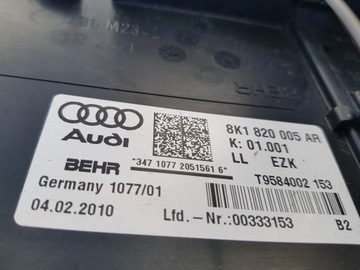 BEHR
Audi
8K1 820 005 AR
K: 01.001
LL EZK
BEHR
*347 1077 2051561 6*
T9584002 153
Germany 1077/01
04.02.2010
Lfd.-Nr.:00333153
B2